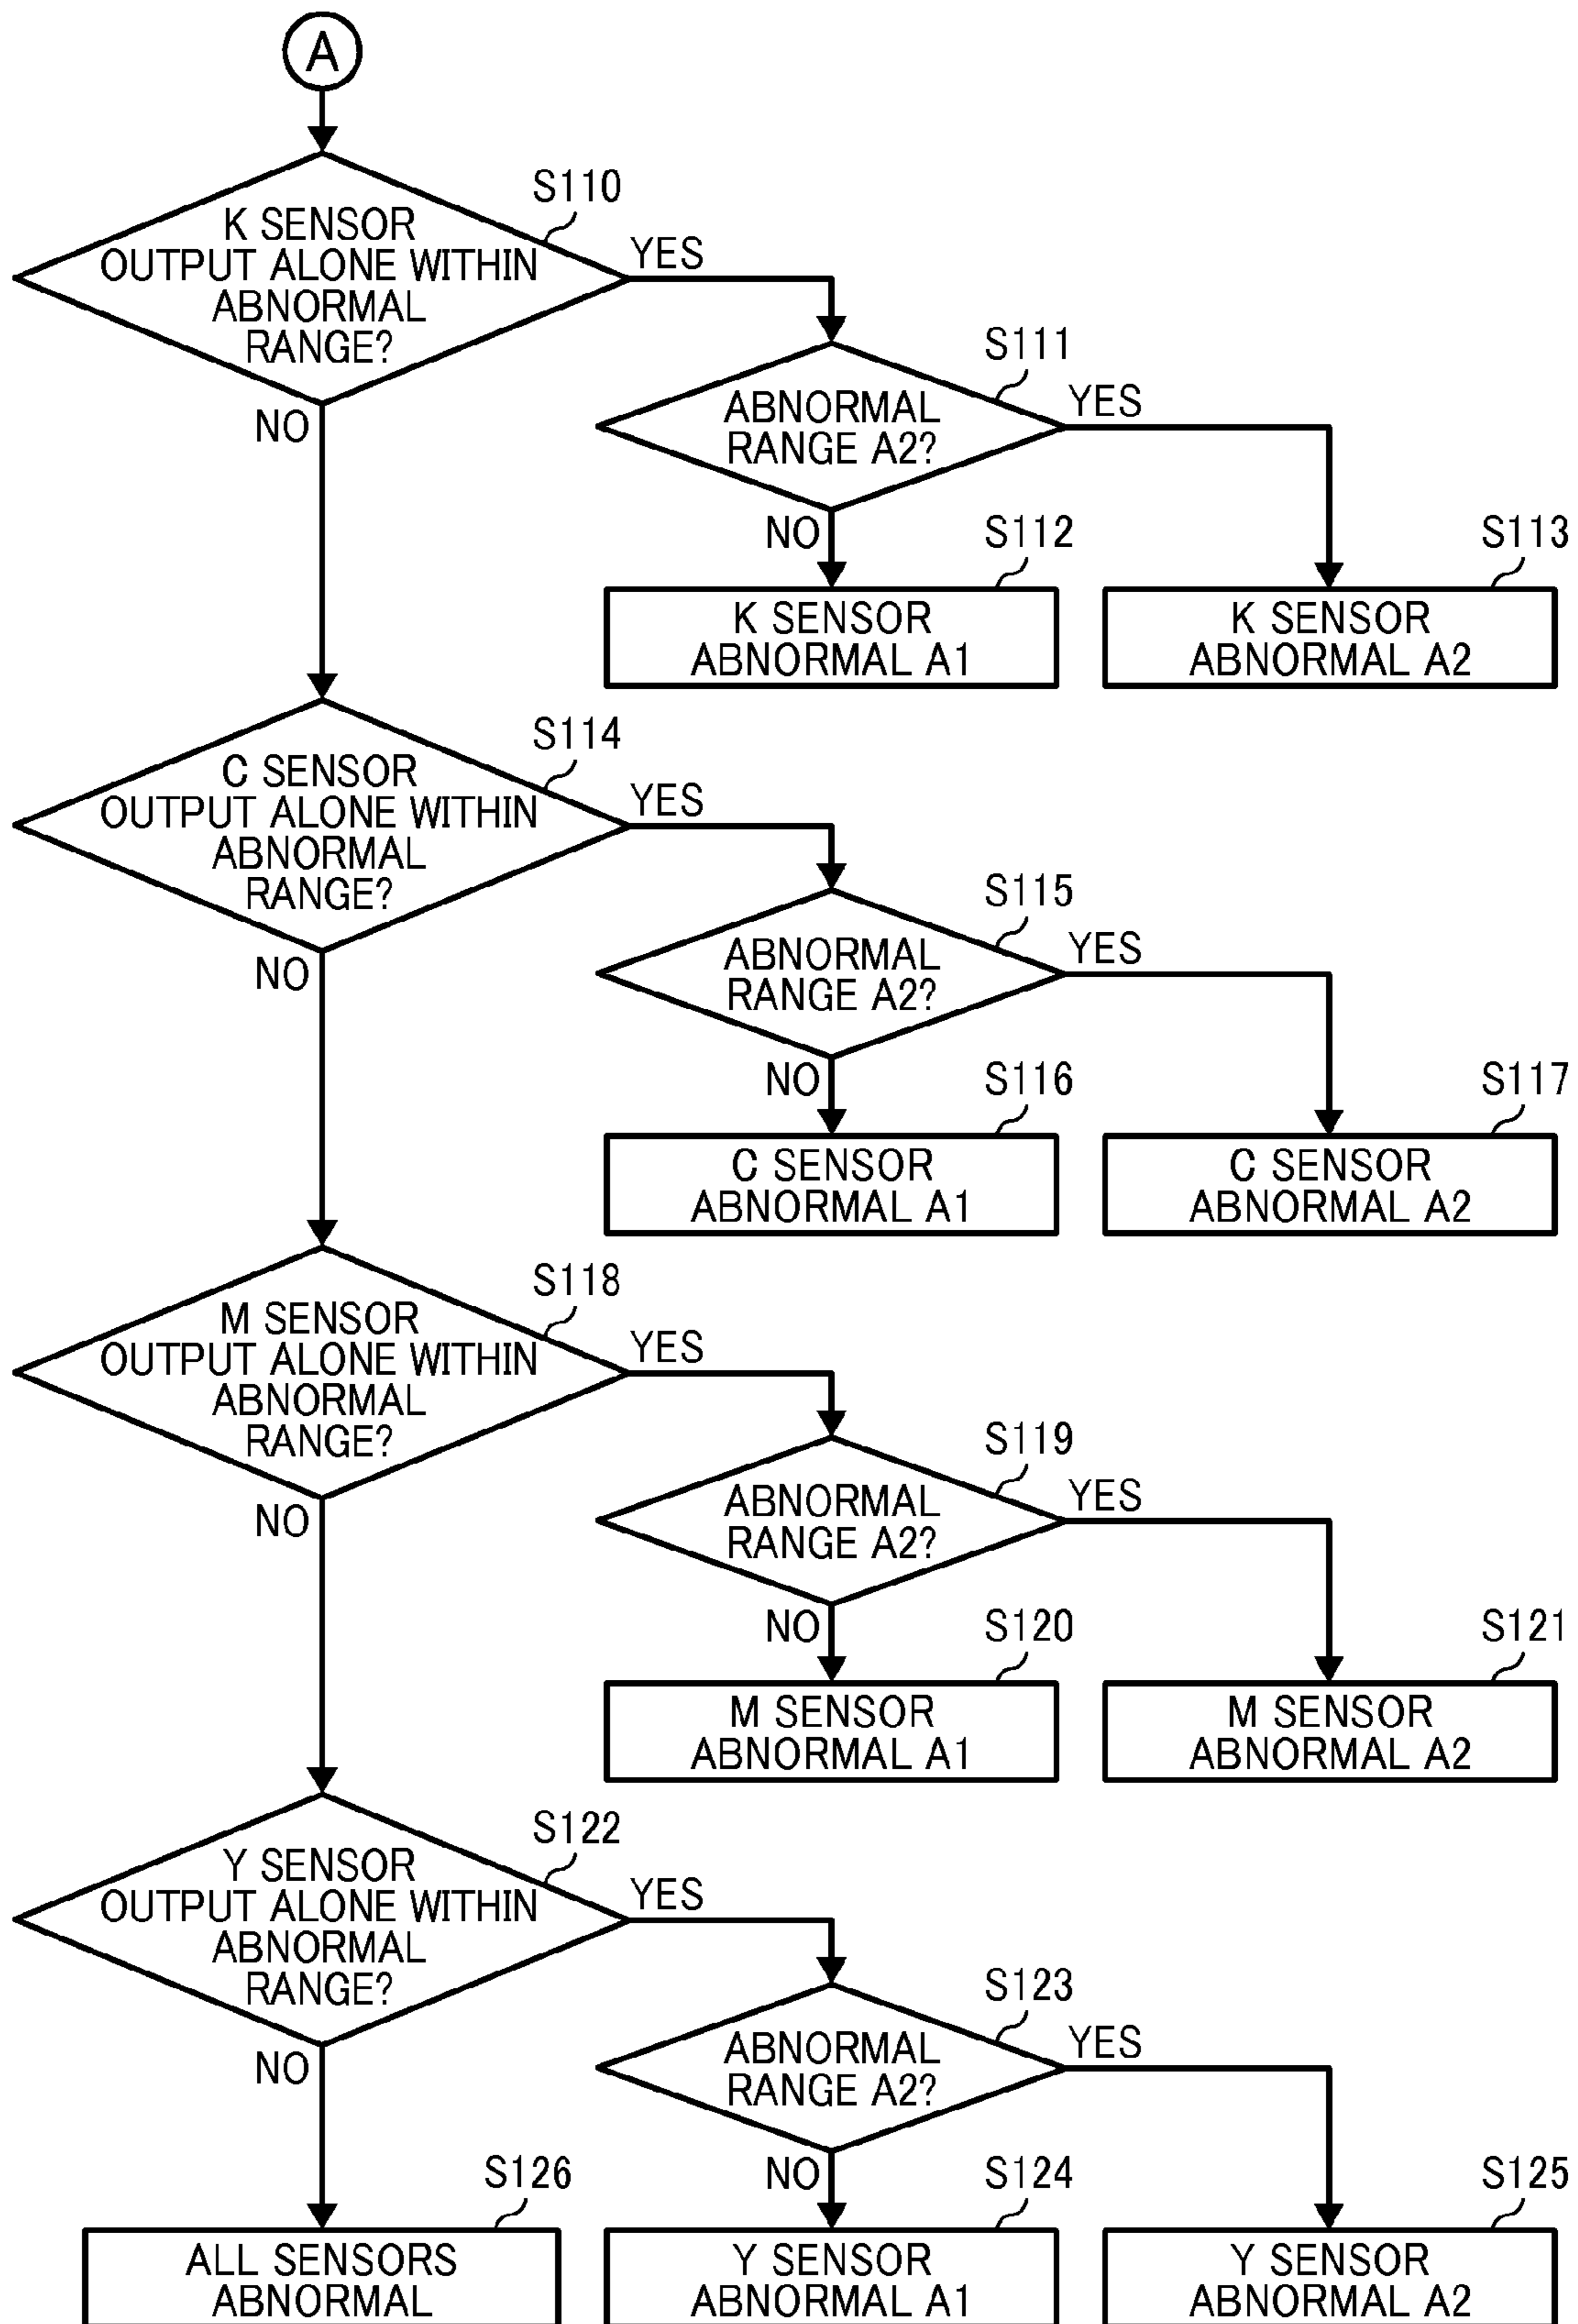 A
S110
K SENSOR
OUTPUT ALONE WITHIN
ABNORMAL
RANGE?
YES
NO
S111
ABNORMAL
RANGE A2?
YES
NO
S112
K SENSOR
ABNORMAL A1
S113
K SENSOR
ABNORMAL A2
S114
C SENSOR
OUTPUT ALONE WITHIN
ABNORMAL
RANGE?
YES
NO
S115
ABNORMAL
RANGE A2?
YES
NO
S116
C SENSOR
ABNORMAL A1
S117
C SENSOR
ABNORMAL A2
S118
M SENSOR
OUTPUT ALONE WITHIN
ABNORMAL
RANGE?
YES
NO
S119
ABNORMAL
RANGE A2?
YES
NO
S120
M SENSOR
ABNORMAL A1
S121
M SENSOR
ABNORMAL A2
S122
Y SENSOR
OUTPUT ALONE WITHIN
ABNORMAL
RANGE?
YES
NO
S123
ABNORMAL
RANGE A2?
YES
NO
S126
ALL SENSORS
ABNORMAL
S124
Y SENSOR
ABNORMAL A1
S125
Y SENSOR
ABNORMAL A2